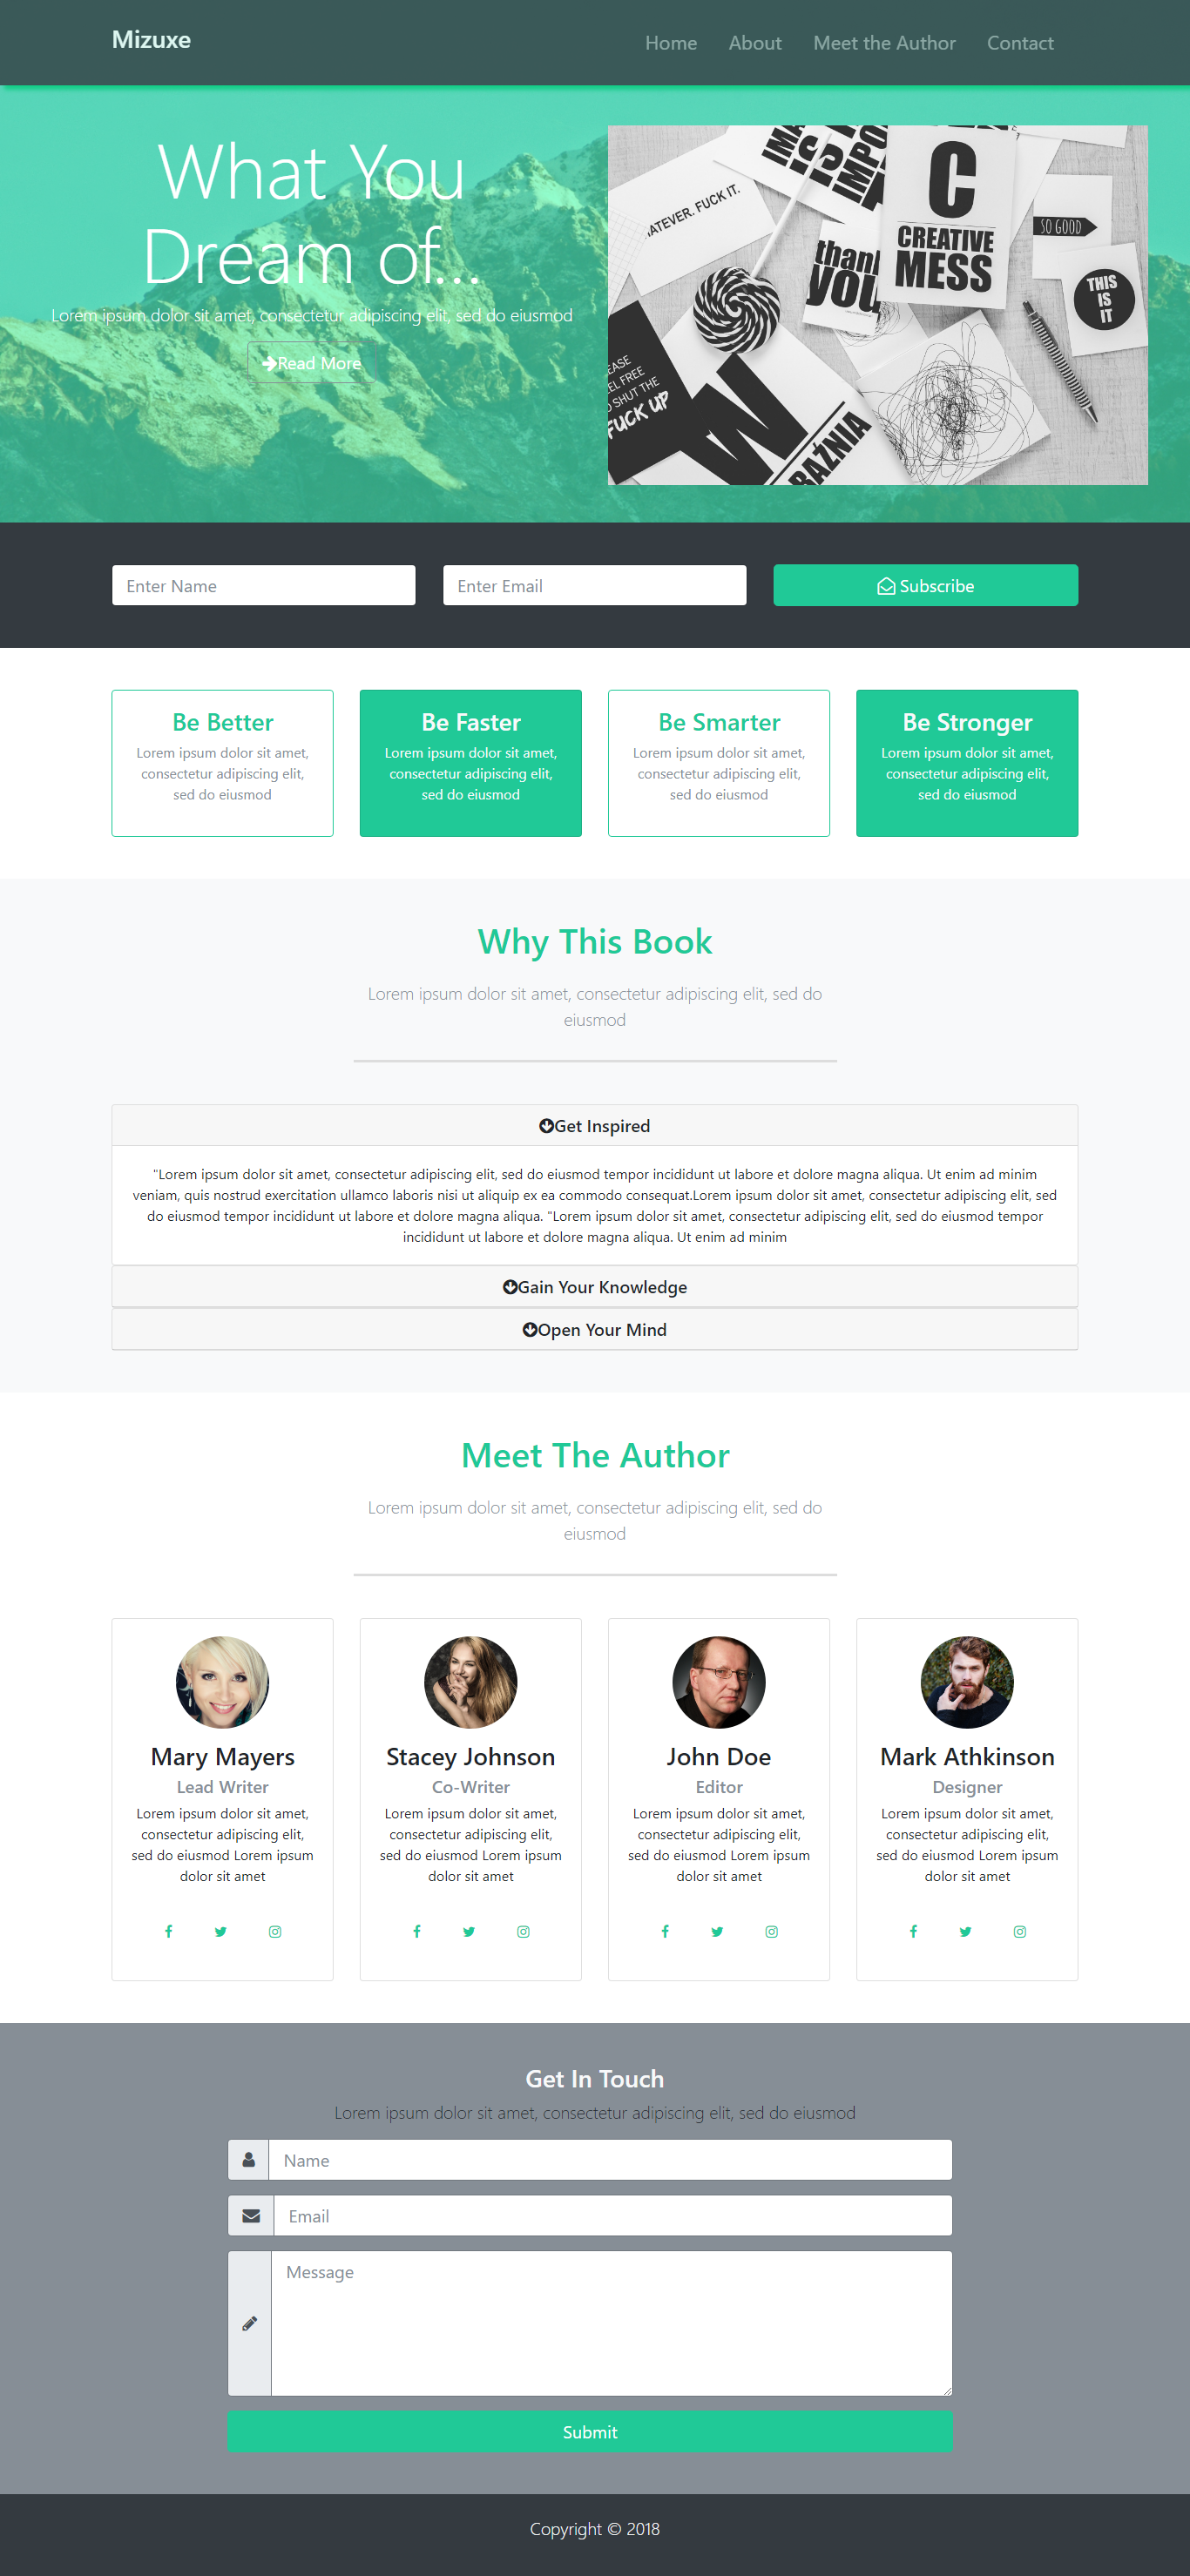 Mizuxe
Home
About
Meet the Author
Contact
What You
Dream of...
Lorem ipsum dolor sit amet, consectetur adipiscing elit, sed do eiusmod
Read More
HATEVER. FUCK IT.
thank
YOU
C
CREATIVE
MESS
SO GOOD
THIS
IS
IT
SHUT THE
FUCK UP
W
Enter Name
Enter Email
Subscribe
Be Better
Lorem ipsum dolor sit amet,
consectetur adipiscing elit,
sed do eiusmod
Be Faster
Lorem ipsum dolor sit amet,
consectetur adipiscing elit,
sed do eiusmod
Be Smarter
Lorem ipsum dolor sit amet,
consectetur adipiscing elit,
sed do eiusmod
Be Stronger
Lorem ipsum dolor sit amet,
consectetur adipiscing elit,
sed do eiusmod
Why This Book
Lorem ipsum dolor sit amet, consectetur adipiscing elit, sed do
eiusmod
Get Inspired
"Lorem ipsum dolor sit amet, consectetur adipiscing elit, sed do eiusmod tempor incididunt ut labore et dolore magna aliqua. Ut enim ad minim
veniam, quis nostrud exercitation ullamco laboris nisi ut aliquip ex ea commodo consequat.Lorem ipsum dolor sit amet, consectetur adipiscing elit, sed
do eiusmod tempor incididunt ut labore et dolore magna aliqua. "Lorem ipsum dolor sit amet, consectetur adipiscing elit, sed do eiusmod tempor
incididunt ut labore et dolore magna aliqua. Ut enim ad minim
Gain Your Knowledge
Open Your Mind
Meet The Author
Lorem ipsum dolor sit amet, consectetur adipiscing elit, sed do
eiusmod
Mary Mayers
Lead Writer
Lorem ipsum dolor sit amet,
consectetur adipiscing elit,
sed do eiusmod Lorem ipsum
dolor sit amet
Stacey Johnson
Co-Writer
Lorem ipsum dolor sit amet,
consectetur adipiscing elit,
sed do eiusmod Lorem ipsum
dolor sit amet
John Doe
Editor
Lorem ipsum dolor sit amet,
consectetur adipiscing elit,
sed do eiusmod Lorem ipsum
dolor sit amet
Mark Athkinson
Designer
Lorem ipsum dolor sit amet,
consectetur adipiscing elit,
sed do eiusmod Lorem ipsum
dolor sit amet
Get In Touch
Lorem ipsum dolor sit amet, consectetur adipiscing elit, sed do eiusmod
Name
Email
Message
Submit
Copyright © 2018